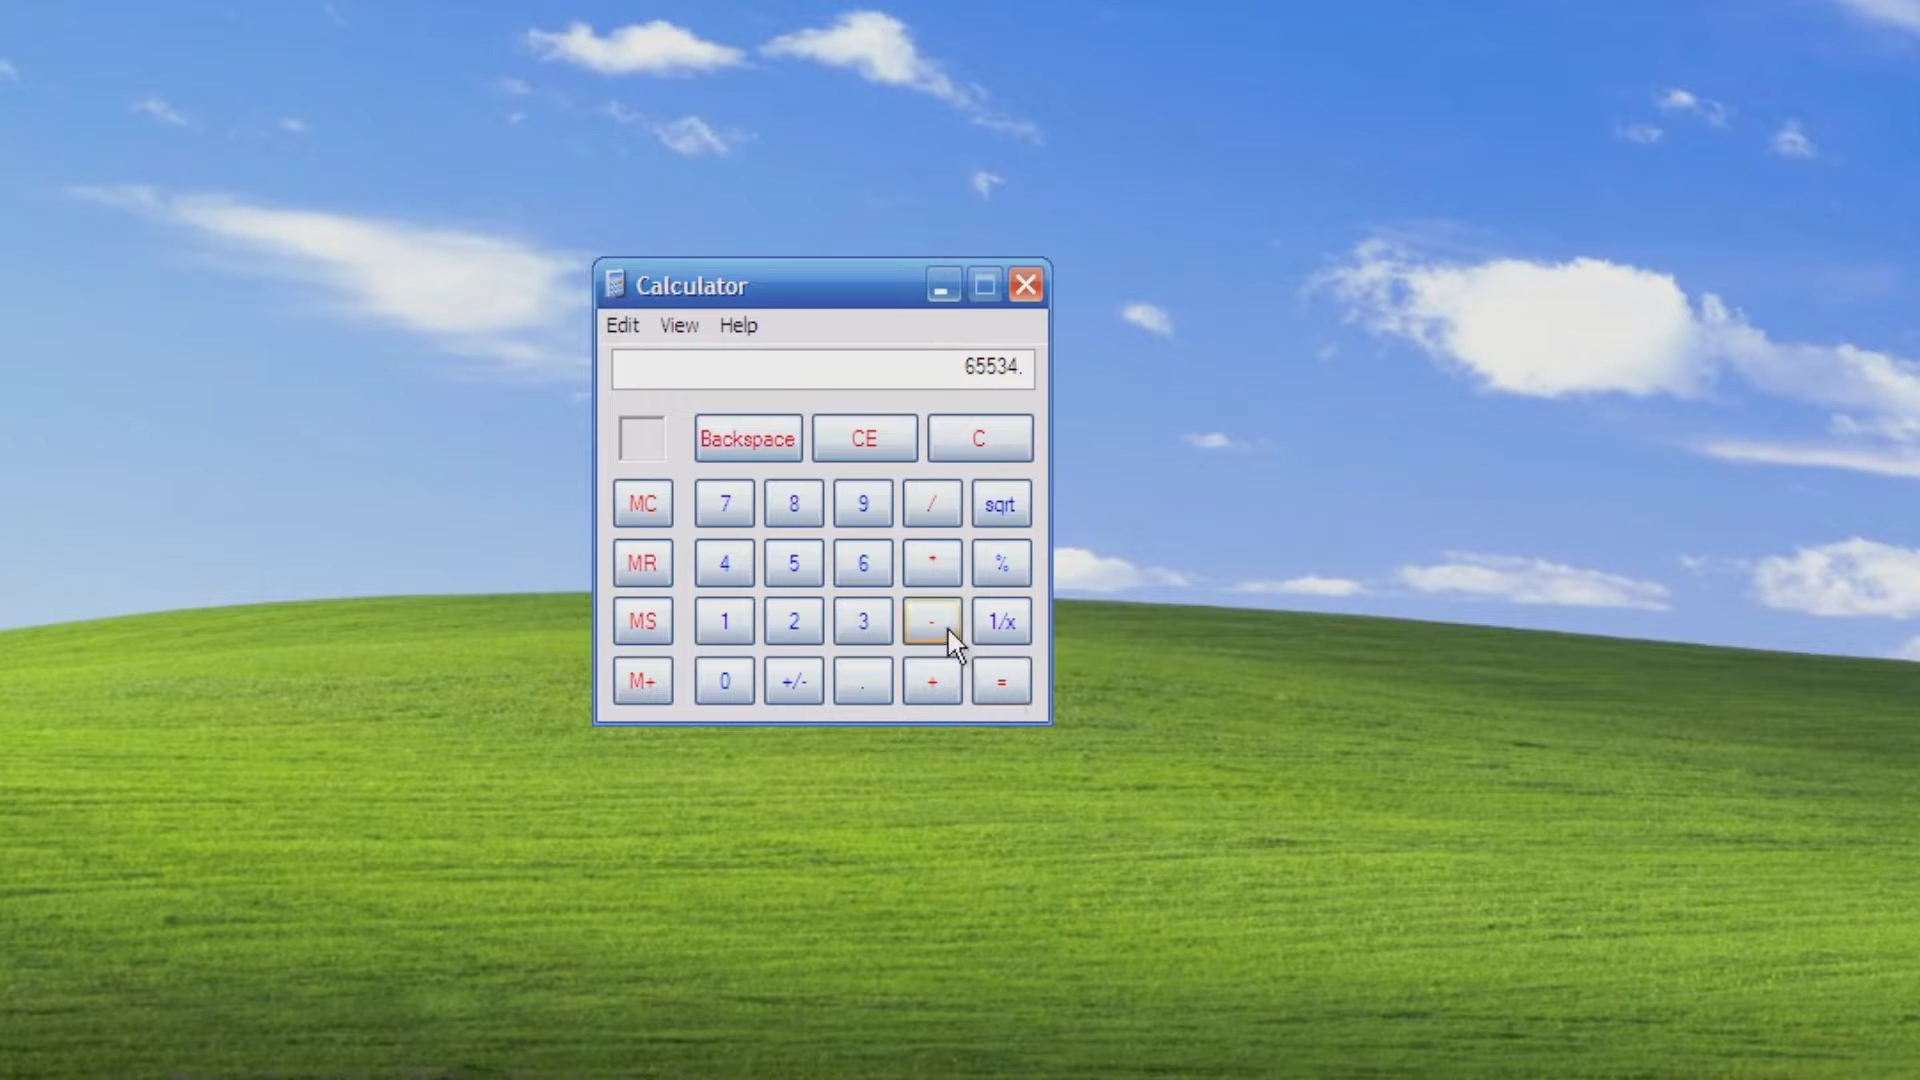 Calculator
Edit View Help
65534.
Backspace CE C
MC 7 8 9 / sqrt
MR 4 5 6 * %
MS 1 2 3 - 1/x
M+ 0 +/- . + =